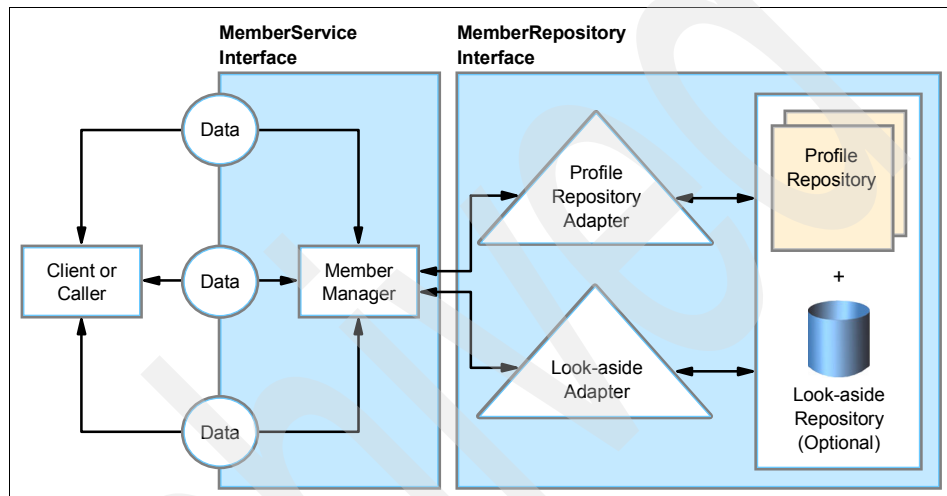 MemberService
Interface
MemberRepository
Interface
Data
Profile
Repository
Adapter
Profile
Repository
Client or
Caller
Data
Member
Manager
+
Look-aside
Adapter
Look-aside
Repository
(Optional)
Data